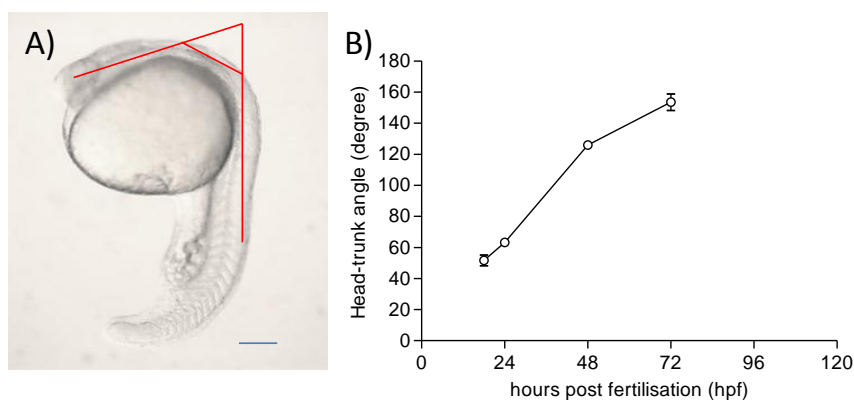 A)
B)
180
160
140
120
100
80
60
40
20
0
Head-trunk angle (degree)
0 24 48 72 96 120
hours post fertilisation (hpf)